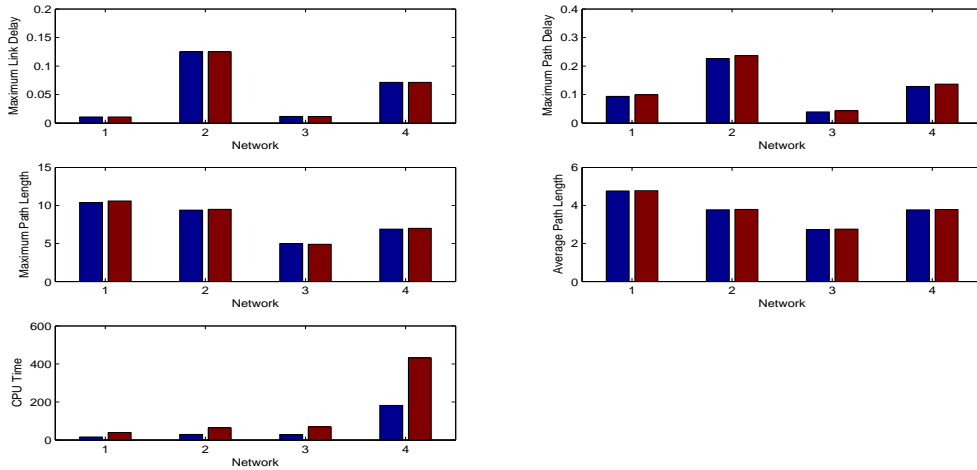 Maximum Link Delay
0.2
0.15
0.1
0.05
0
1 2 3 4
Network
Maximum Path Delay
0.4
0.3
0.2
0.1
0
1 2 3 4
Network
Maximum Path Length
15
10
5
0
1 2 3 4
Network
Average Path Length
6
4
2
0
1 2 3 4
Network
CPU Time
600
400
200
0
1 2 3 4
Network